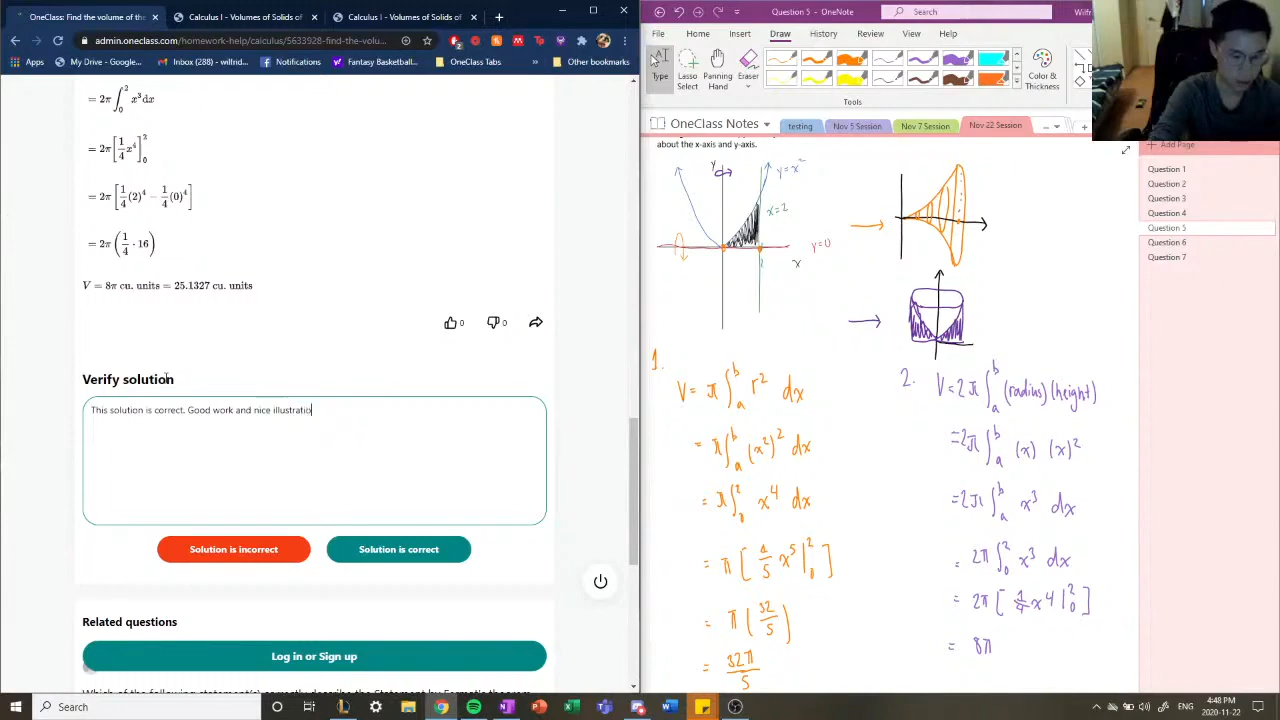 OneClass Find the volume of the
Calculus 1 - Volumes of solids of
Calculus I - Volumes of Solids of
adminoneclass.com/homework-help/calculus/5633928-find-the-volu...
Apps
My Drive - Google...
Inbox (288) - wilfrid...
Notifications
Fantasy Basketball...
OneClass Tabs
Other bookmarks
= 2π ∫₀² x³dx
= 2π [1/4 x⁴]₀²
= 2π [1/4 (2)⁴ − 1/4 (0)⁴]
= 2π (1/4 · 16)
V = 8π cu. units = 25.1327 cu. units
0
0
Verify solution
This solution is correct. Good work and nice illustratio
Solution is incorrect
Solution is correct
Related questions
Log in or Sign up
Question 5 - OneNote
Search
Wilfr
File
Home
Insert
Draw
History
Review
View
Help
Type
Lasso Select
Panning Hand
Eraser
Color & Thickness
Tools
OneClass Notes
testing
Nov 5 Session
Nov 7 Session
Nov 22 Session
about the x-axis and y-axis.
y
y = x²
x=2
y=0
x
2
1.
V = π ∫ₐᵇ r² dx
= π ∫ₐᵇ (x²)² dx
= π ∫₀² x⁴ dx
= π [ 1/5 x⁵ |₀² ]
= π ( 32/5 )
= 32π/5
2.
V = 2π ∫ₐᵇ (radius) (height)
= 2π ∫ₐᵇ (x) (x)²
= 2π ∫ₐᵇ x³ dx
= 2π ∫₀² x³ dx
= 2π [ 1/4 x⁴ |₀² ]
= 8π
Add Page
Question 1
Question 2
Question 3
Question 4
Question 5
Question 6
Question 7
Search
4:48 PM
2020-11-22